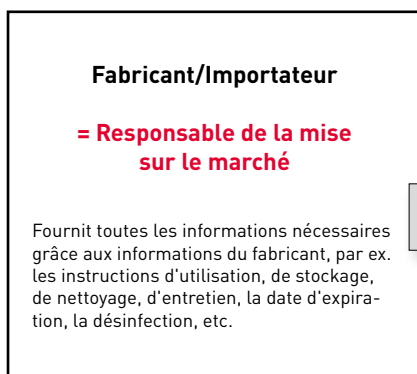 Fabricant/Importateur
= Responsable de la mise
sur le marché
Fournit toutes les informations nécessaires
grâce aux informations du fabricant, par ex.
les instructions d'utilisation, de stockage,
de nettoyage, d'entretien, la date d'expira-
tion, la désinfection, etc.